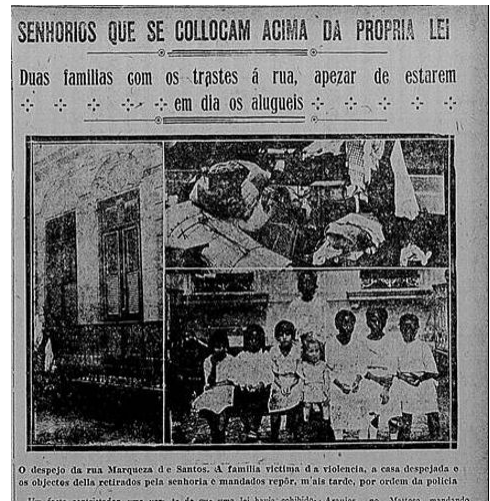 SENHORIOS QUE SE COLLOCAM ACIMA DA PROPRIA LEI
Duas familias com os trastes á rua, apezar de estarem
em dia os alugueis
O despejo da rua Marqueza de Santos. A familia victima da violencia, a casa despejada e
os objectos della retirados pela senhoria e mandados repôr, mais tarde, por ordem da policia